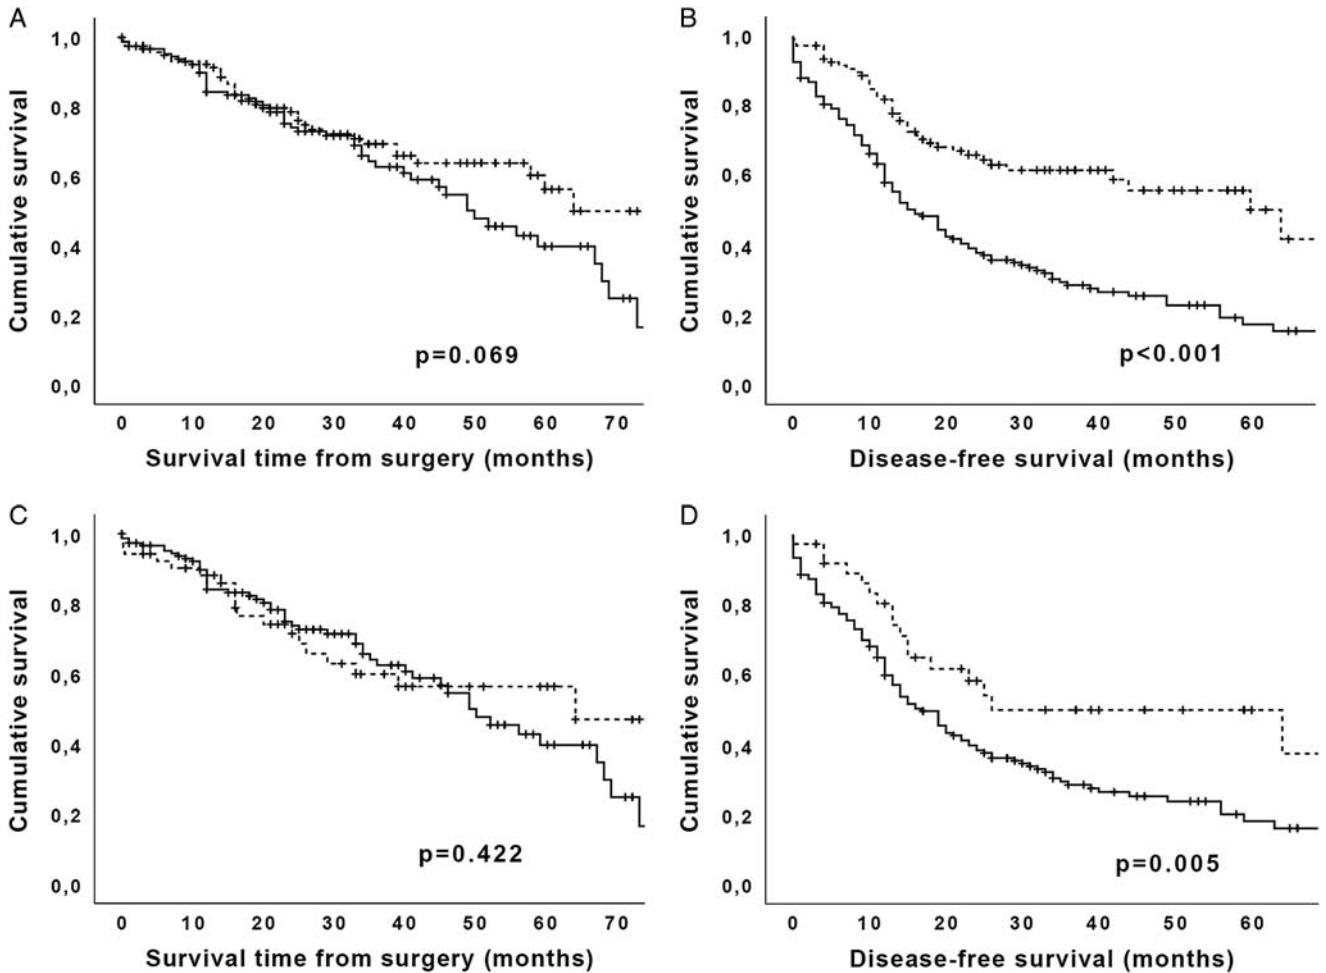 A
Cumulative survival
1,0
0,8
0,6
0,4
0,2
0,0
p=0.069
0 10 20 30 40 50 60 70
Survival time from surgery (months)
B
Cumulative survival
1,0
0,8
0,6
0,4
0,2
0,0
p<0.001
0 10 20 30 40 50 60
Disease-free survival (months)
C
Cumulative survival
1,0
0,8
0,6
0,4
0,2
0,0
p=0.422
0 10 20 30 40 50 60 70
Survival time from surgery (months)
D
Cumulative survival
1,0
0,8
0,6
0,4
0,2
0,0
p=0.005
0 10 20 30 40 50 60
Disease-free survival (months)